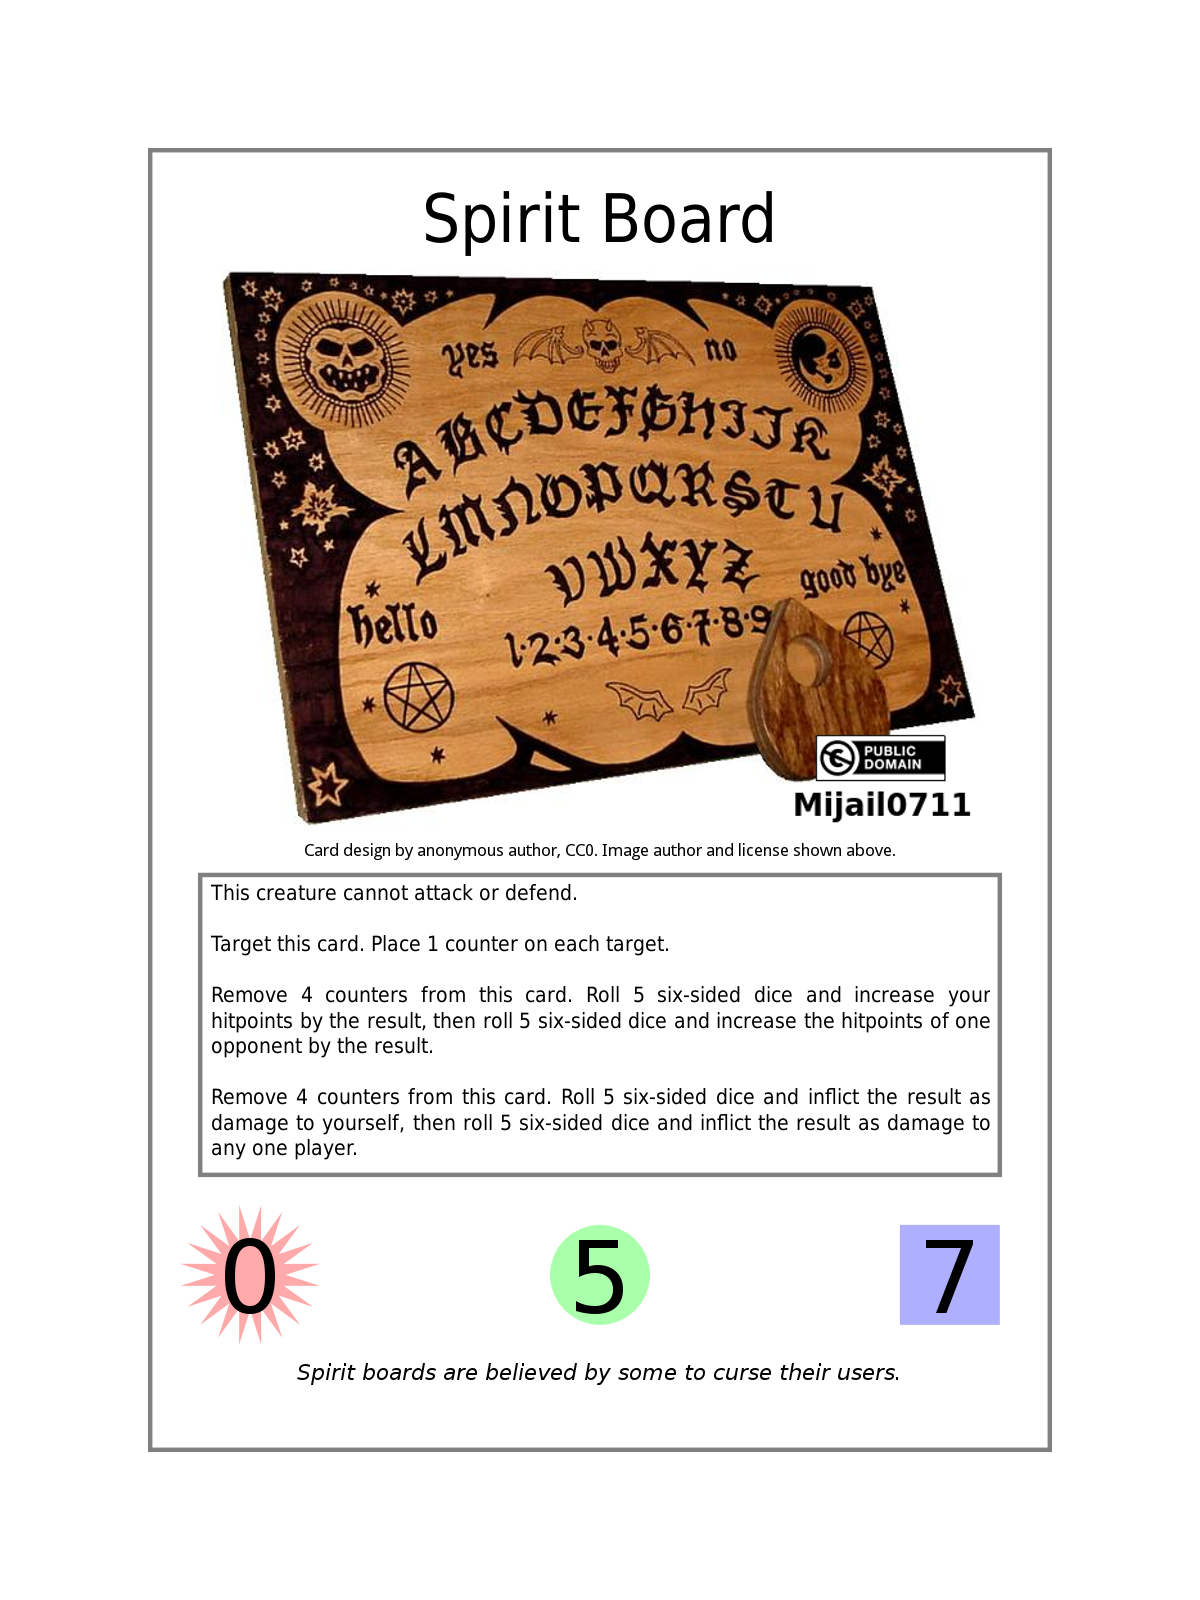 Spirit Board
yes no
ABCDEFGHIJK
LMNOPQRSTU
VWXYZ
good bye
hello
1·2·3·4·5·6·7·8·9
PUBLIC
DOMAIN
Mijail0711
Card design by anonymous author, CC0. Image author and license shown above.
This creature cannot attack or defend.
Target this card. Place 1 counter on each target.
Remove 4 counters from this card. Roll 5 six-sided dice and increase your
hitpoints by the result, then roll 5 six-sided dice and increase the hitpoints of one
opponent by the result.
Remove 4 counters from this card. Roll 5 six-sided dice and inflict the result as
damage to yourself, then roll 5 six-sided dice and inflict the result as damage to
any one player.
0 5 7
Spirit boards are believed by some to curse their users.